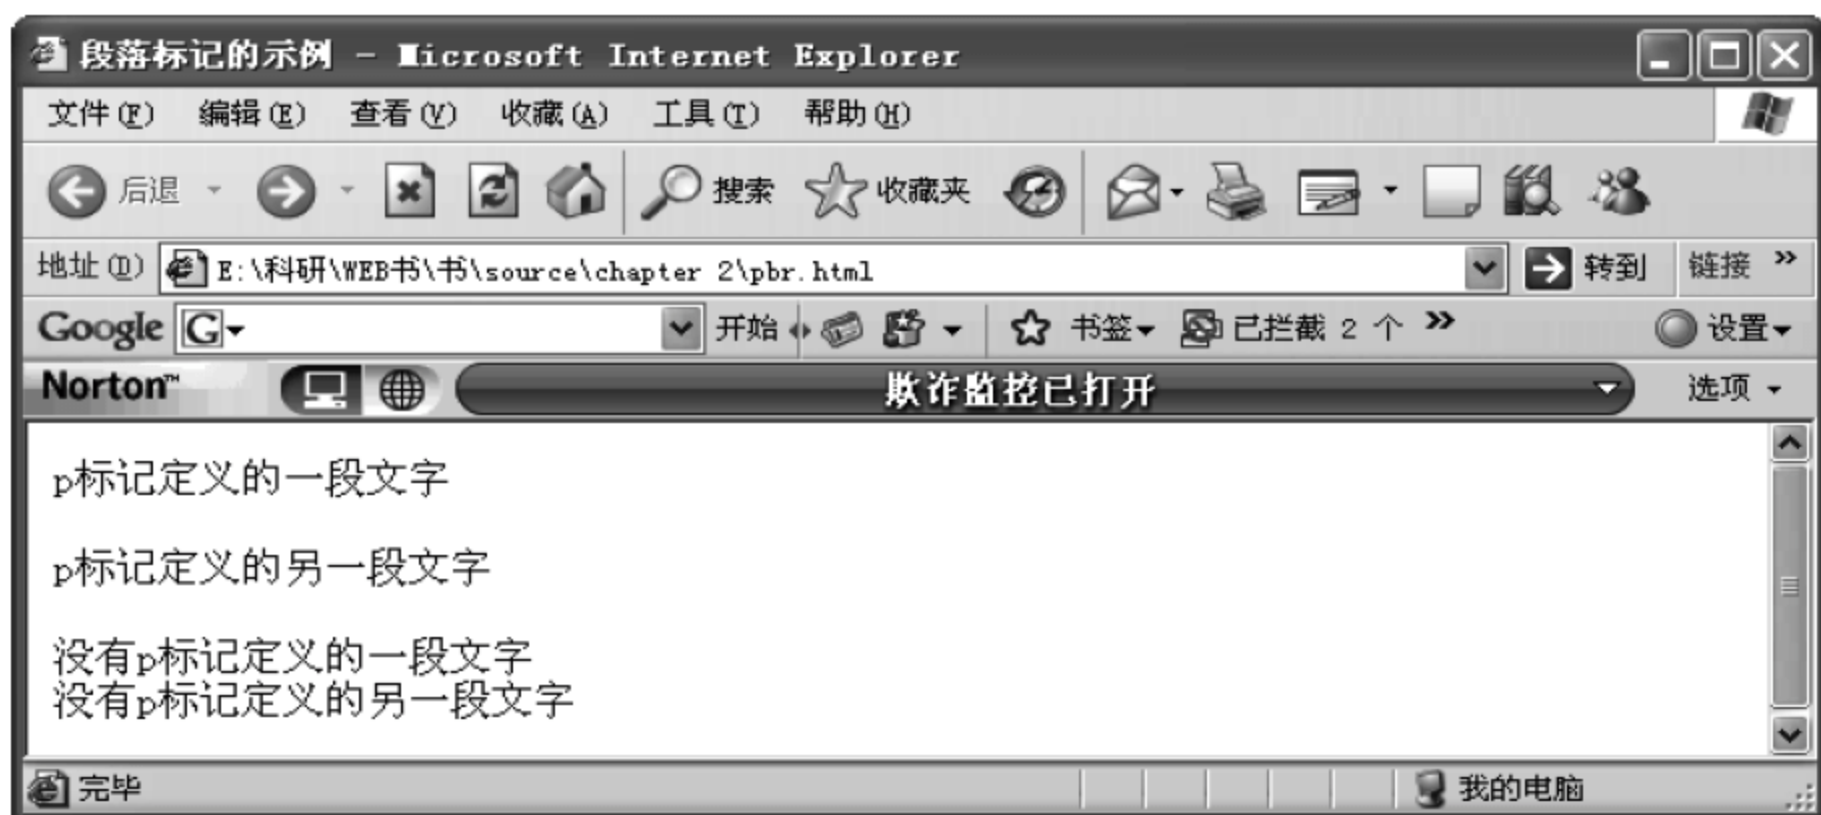 段落标记的示例 - Microsoft Internet Explorer
文件(F) 编辑(E) 查看(V) 收藏(A) 工具(T) 帮助(H)
后退 搜索 收藏夹
地址(D) E:\科研\WEB书\书\source\chapter 2\pbr.html 转到 链接 »
Google G 开始 书签 已拦截 2 个 » 设置
Norton™ 欺诈监控已打开 选项
p标记定义的一段文字
p标记定义的另一段文字
没有p标记定义的一段文字
没有p标记定义的另一段文字
完毕 我的电脑